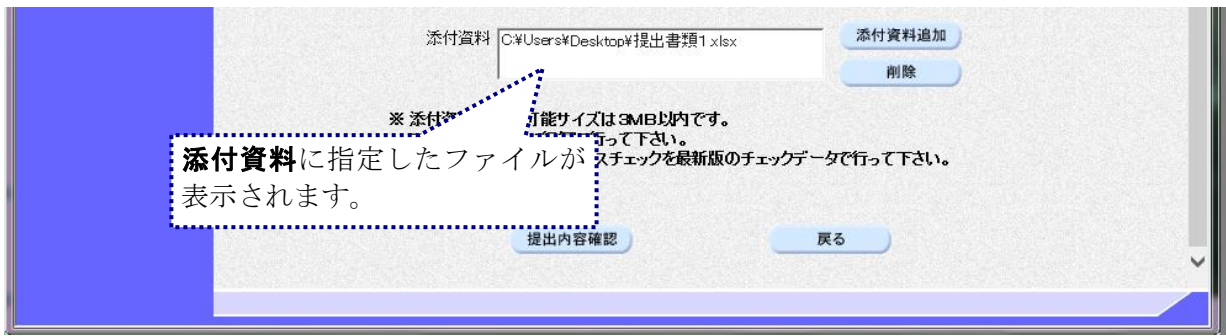 添付資料 C:¥Users¥Desktop¥提出書類1.xlsx
添付資料追加
削除
※ 添付資 可能サイズは3MB以内です。
行って下さい。
スチェックを最新版のチェックデータで行って下さい。
添付資料に指定したファイルが
表示されます。
提出内容確認
戻る